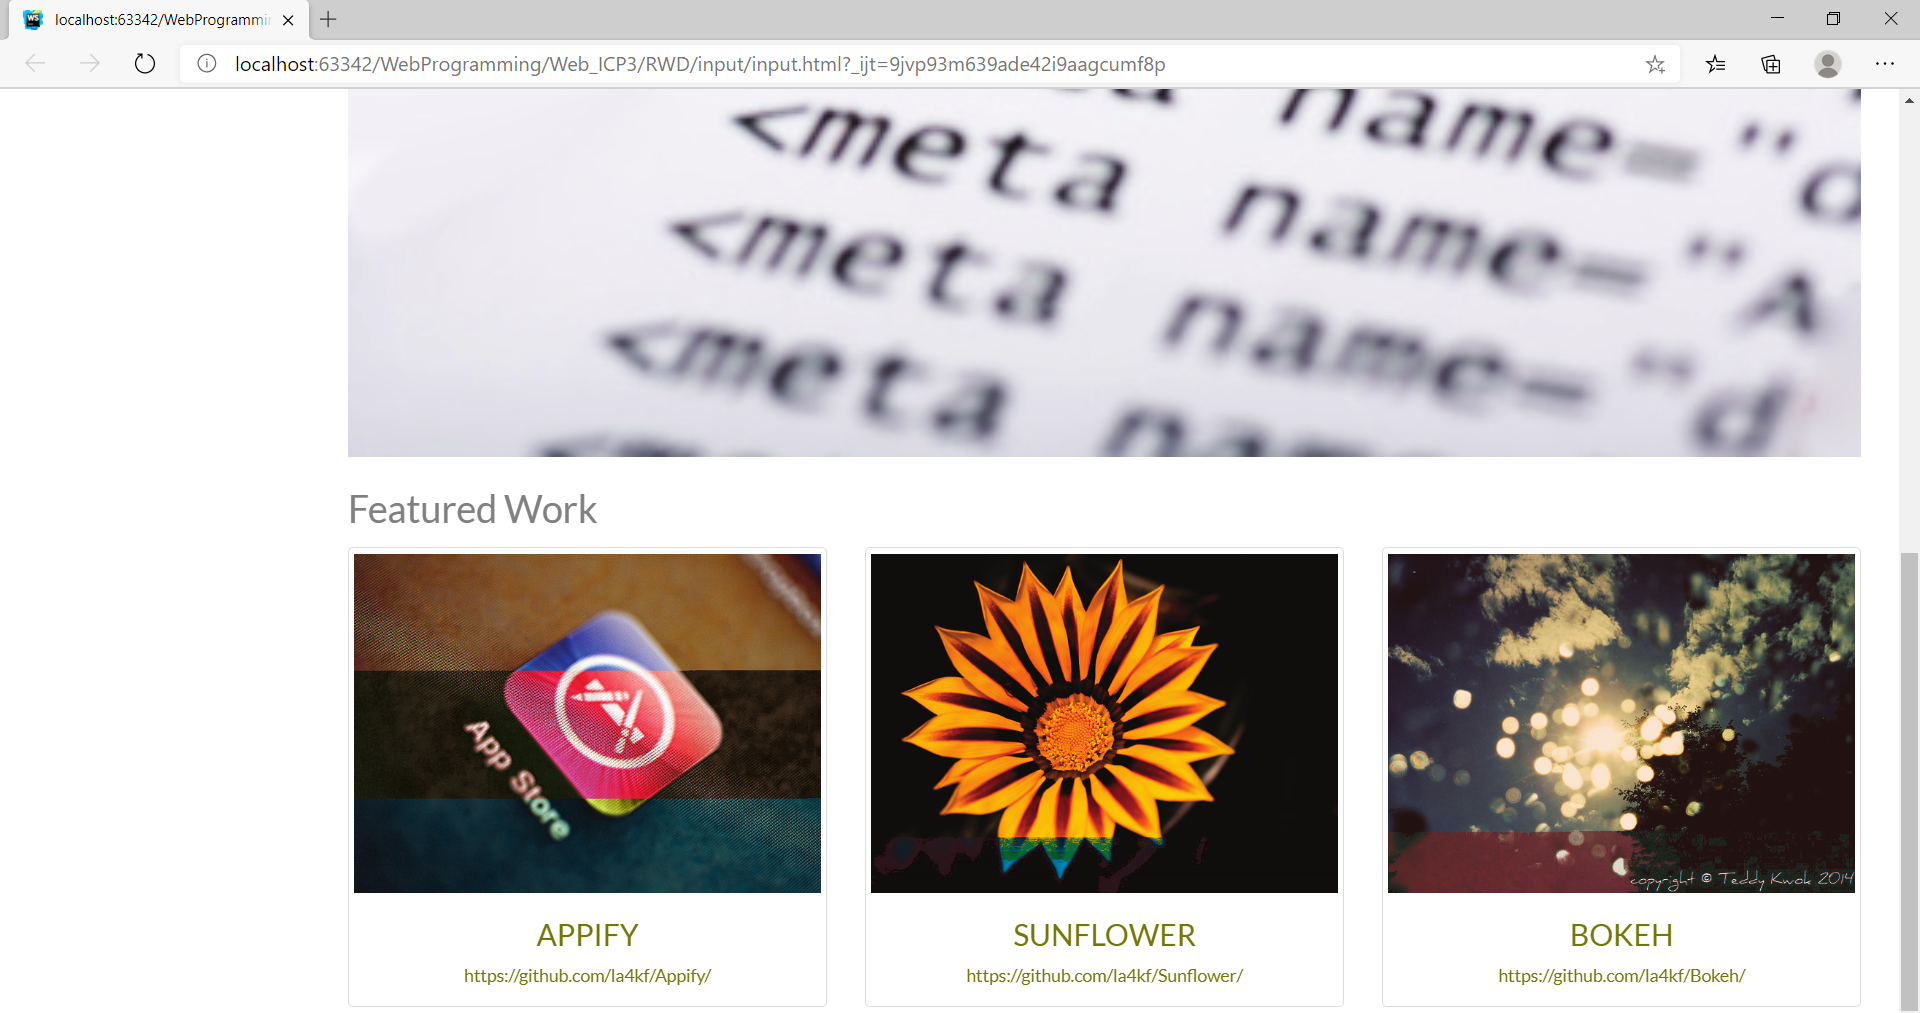 localhost:63342/WebProgrammi
localhost:63342/WebProgramming/Web_ICP3/RWD/input/input.html?_ijt=9jvp93m639ade42i9aagcumf8p
name="d
<meta name="A
<meta name="d
<meta
Featured Work
App Store
copyright © Teddy Kwok 2014
APPIFY
SUNFLOWER
BOKEH
https://github.com/la4kf/Appify/
https://github.com/la4kf/Sunflower/
https://github.com/la4kf/Bokeh/